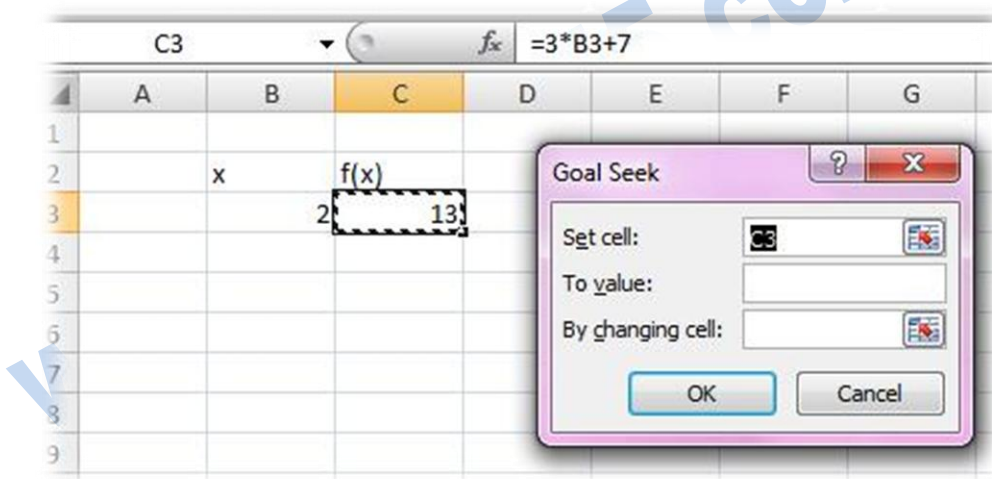 C3 fx =3*B3+7
A B C D E F G
1
2 x f(x)
3 2 13
4
5
6
7
8
9
Goal Seek ? X
Set cell: C3
To value:
By changing cell:
OK Cancel